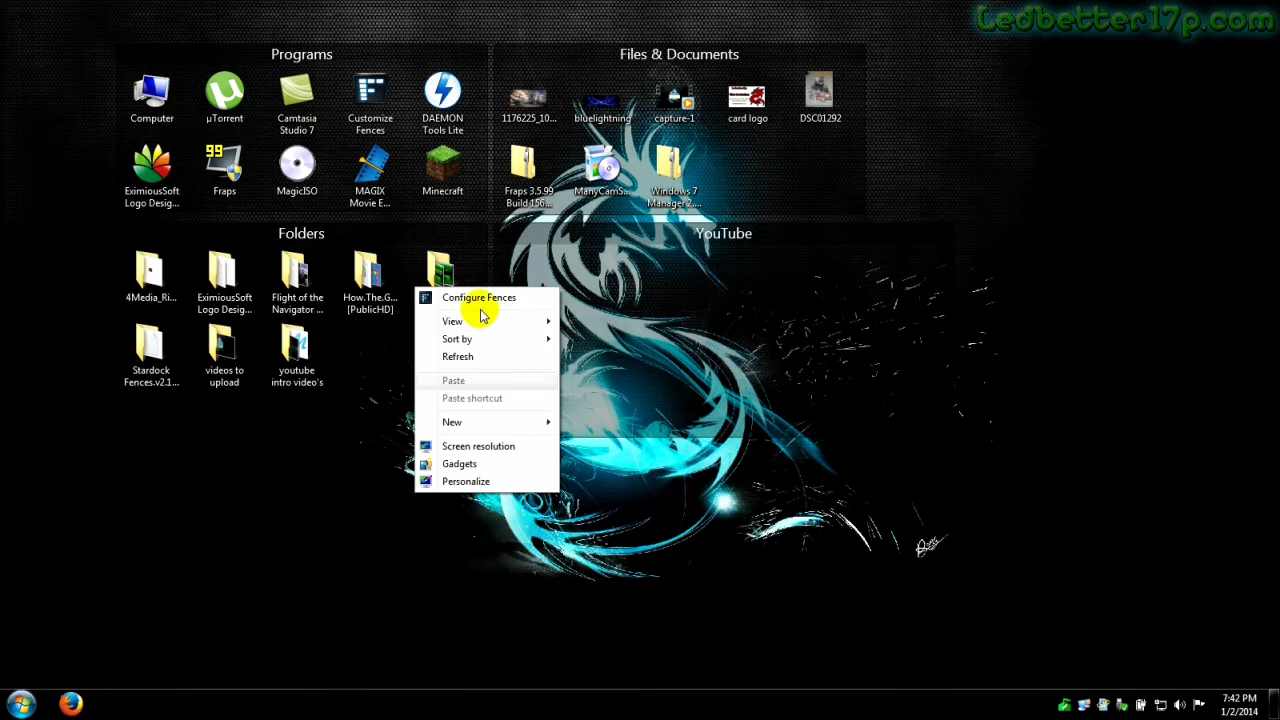 Ledbetter17p.com
Programs
Files & Documents
Computer
µTorrent
Camtasia
Studio 7
Customize
Fences
DAEMON
Tools Lite
1176225_10...
bluelightning
capture-1
card logo
DSC01292
EximiousSoft
Logo Desig...
99
Fraps
MagicISO
MAGIX
Movie E...
Minecraft
Fraps 3.5.99
Build 156...
ManyCamS...
Windows 7
Manager 2....
Folders
YouTube
4Media_Ri...
EximiousSoft
Logo Desig...
Flight of the
Navigator ...
How.The.G...
[PublicHD]
Stardock
Fences.v2.1...
videos to
upload
youtube
intro video's
Configure Fences
View
Sort by
Refresh
Paste
Paste shortcut
New
Screen resolution
Gadgets
Personalize
7:42 PM
1/2/2014